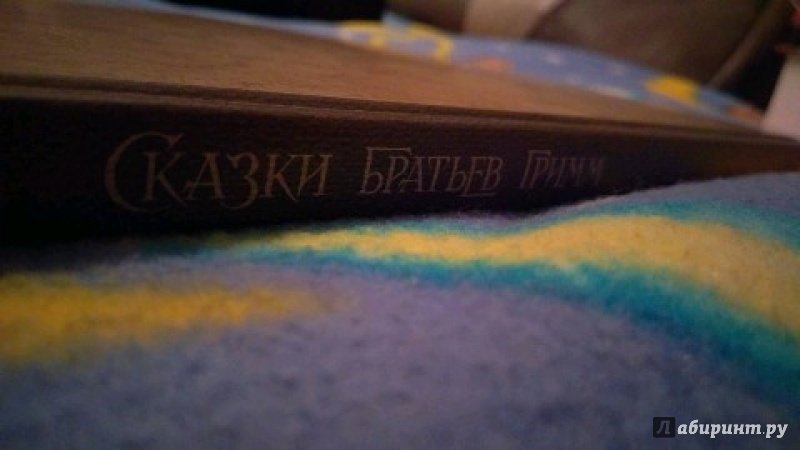 Сказки Братьев Гримм
Лабиринт.ру